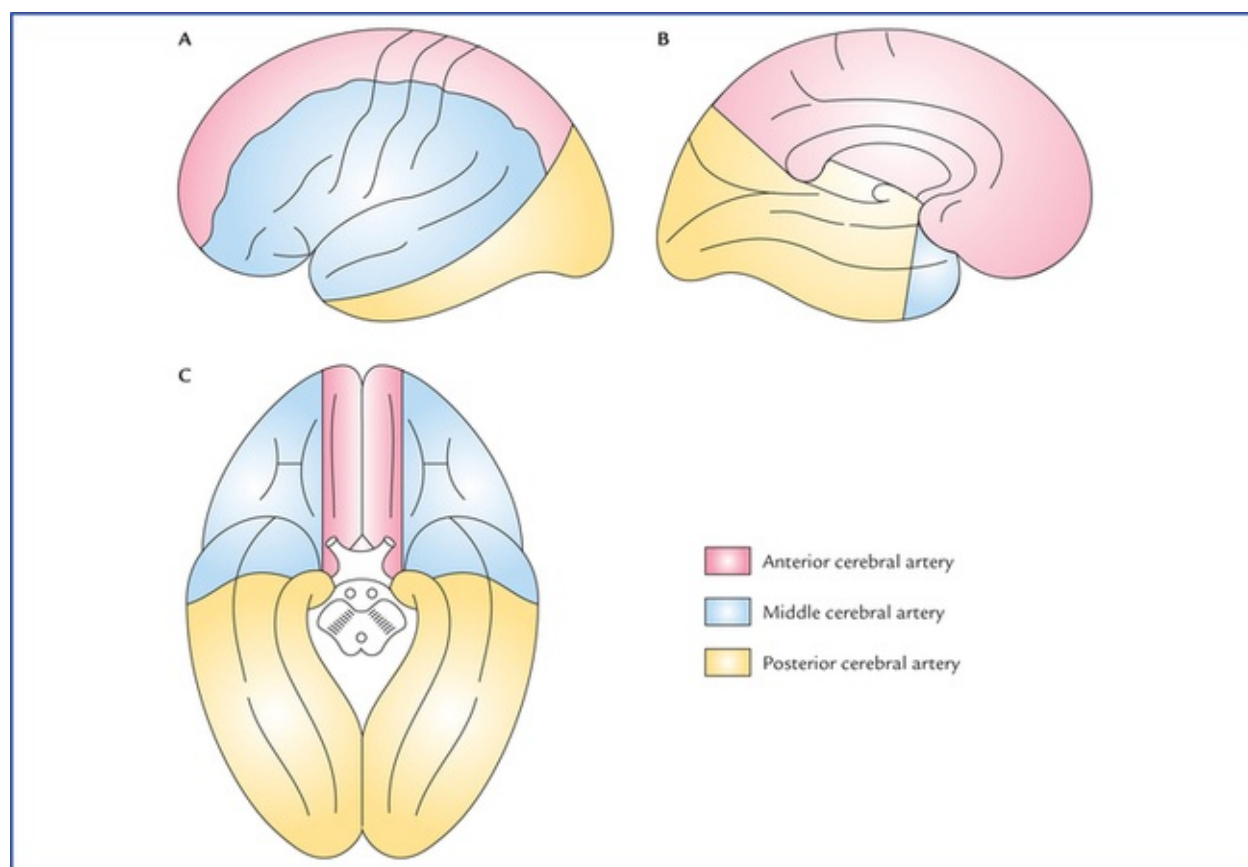 A
B
C
Anterior cerebral artery
Middle cerebral artery
Posterior cerebral artery